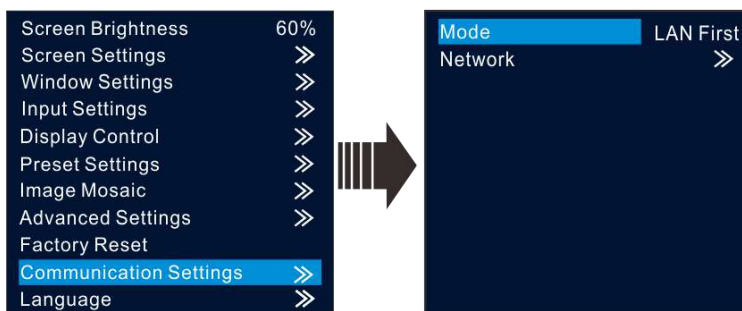 Screen Brightness 60%
Screen Settings
Window Settings
Input Settings
Display Control
Preset Settings
Image Mosaic
Advanced Settings
Factory Reset
Communication Settings
Language
Mode LAN First
Network